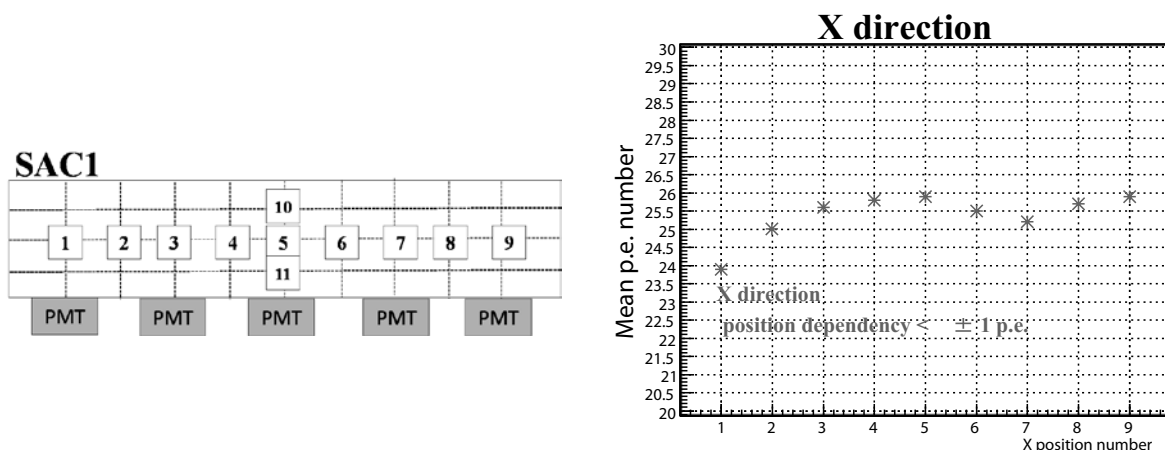 SAC1
10
1 2 3 4 5 6 7 8 9
11
PMT PMT PMT PMT PMT
X direction
Mean p.e. number
30
29.5
29
28.5
28
27.5
27
26.5
26
25.5
25
24.5
24
23.5
23
22.5
22
21.5
21
20.5
20
X direction
position dependency < ± 1 p.e.
1 2 3 4 5 6 7 8 9
X position number